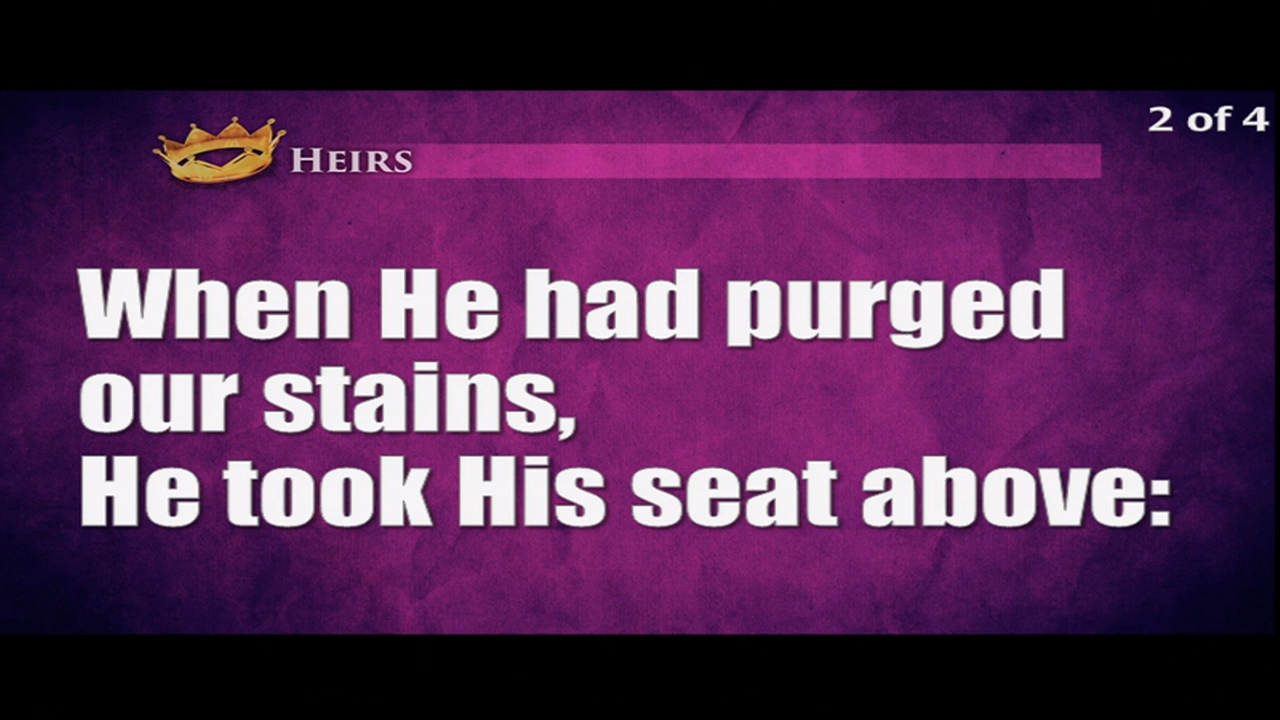 2 of 4
HEIRS
When He had purged
our stains,
He took His seat above: